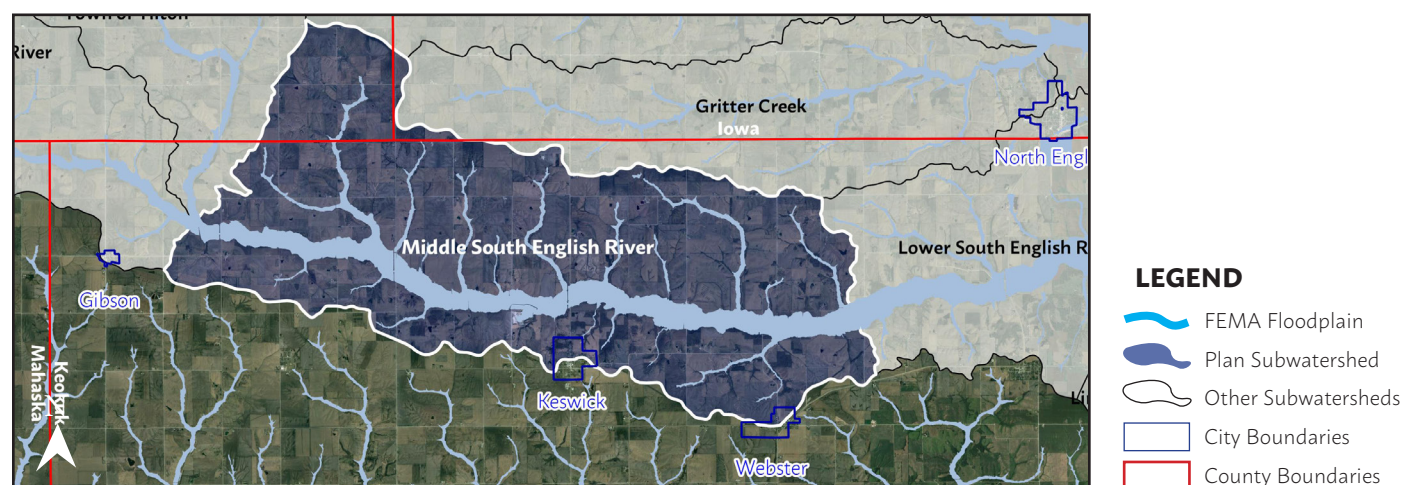 River
Gritter Creek
Iowa
North Engl
Middle South English River
Lower South English R
Gibson
Mahaska
Keokuk
Keswick
Webster
LEGEND
FEMA Floodplain
Plan Subwatershed
Other Subwatersheds
City Boundaries
County Boundaries